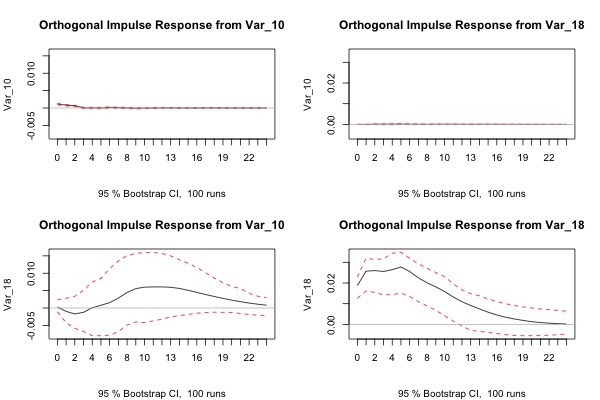 Orthogonal Impulse Response from Var_10
Var_10
0.010
-0.005
0 2 4 6 8 10 13 16 19 22
95 % Bootstrap CI, 100 runs
Orthogonal Impulse Response from Var_18
Var_10
0.02
0.00
0 2 4 6 8 10 13 16 19 22
95 % Bootstrap CI, 100 runs
Orthogonal Impulse Response from Var_10
Var_18
0.010
-0.005
0 2 4 6 8 10 13 16 19 22
95 % Bootstrap CI, 100 runs
Orthogonal Impulse Response from Var_18
Var_18
0.02
0.00
0 2 4 6 8 10 13 16 19 22
95 % Bootstrap CI, 100 runs